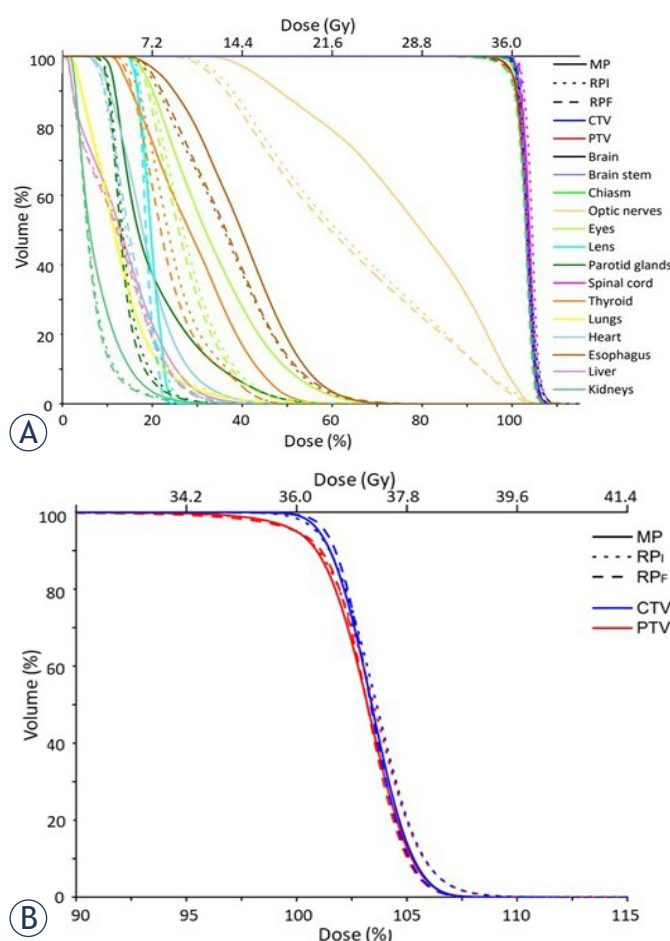 Dose (Gy)
7.2 14.4 21.6 28.8 36.0
100
80
60
40
20
0
Volume (%)
0 20 40 60 80 100
Dose (%)
MP
RPI
RPF
CTV
PTV
Brain
Brain stem
Chiasm
Optic nerves
Eyes
Lens
Parotid glands
Spinal cord
Thyroid
Lungs
Heart
Esophagus
Liver
Kidneys
A
Dose (Gy)
34.2 36.0 37.8 39.6 41.4
100
80
60
40
20
0
Volume (%)
90 95 100 105 110 115
Dose (%)
MP
RPI
RPF
CTV
PTV
B